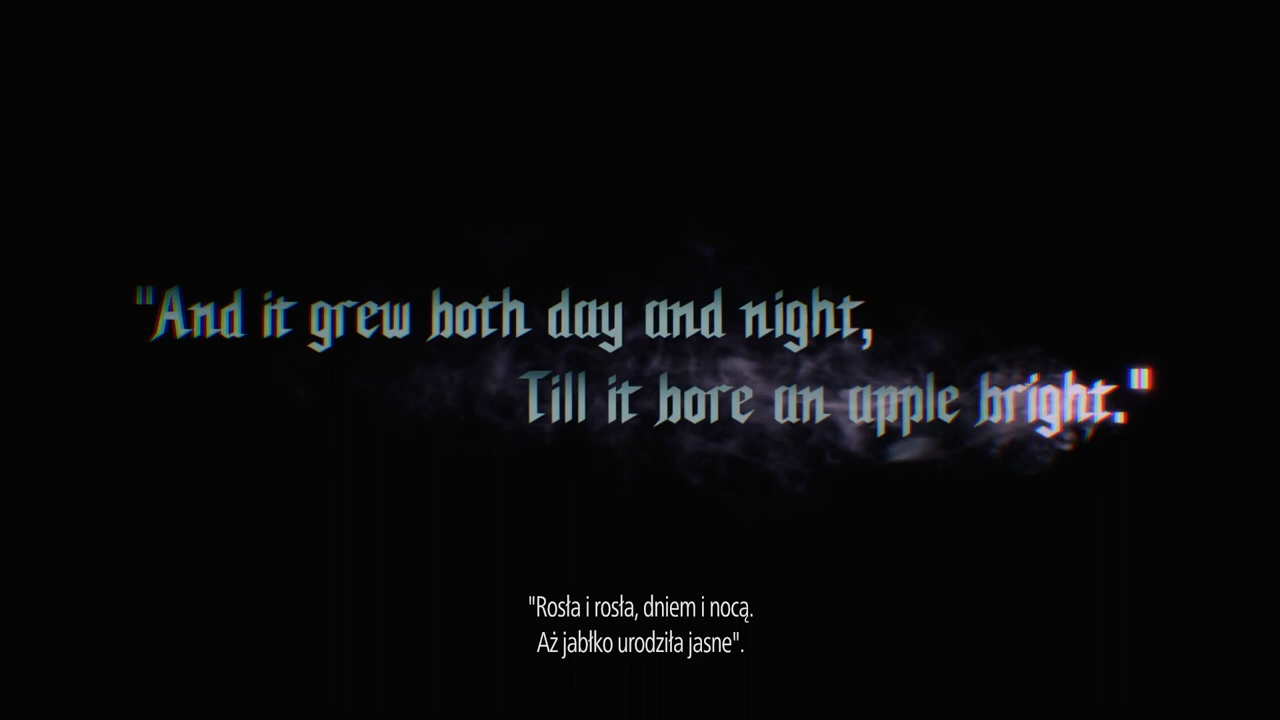 "And it grew both day and night,
Till it bore an apple bright."
"Rosła i rosła, dniem i nocą.
Aż jabłko urodziła jasne".